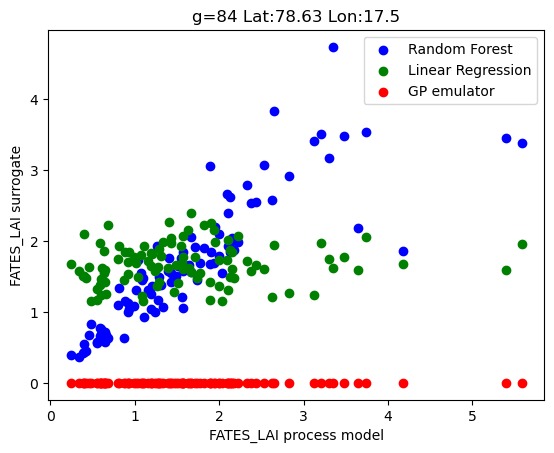 g=84 Lat:78.63 Lon:17.5
Random Forest
Linear Regression
GP emulator
FATES_LAI surrogate
4
3
2
1
0
0
1
2
3
4
5
FATES_LAI process model